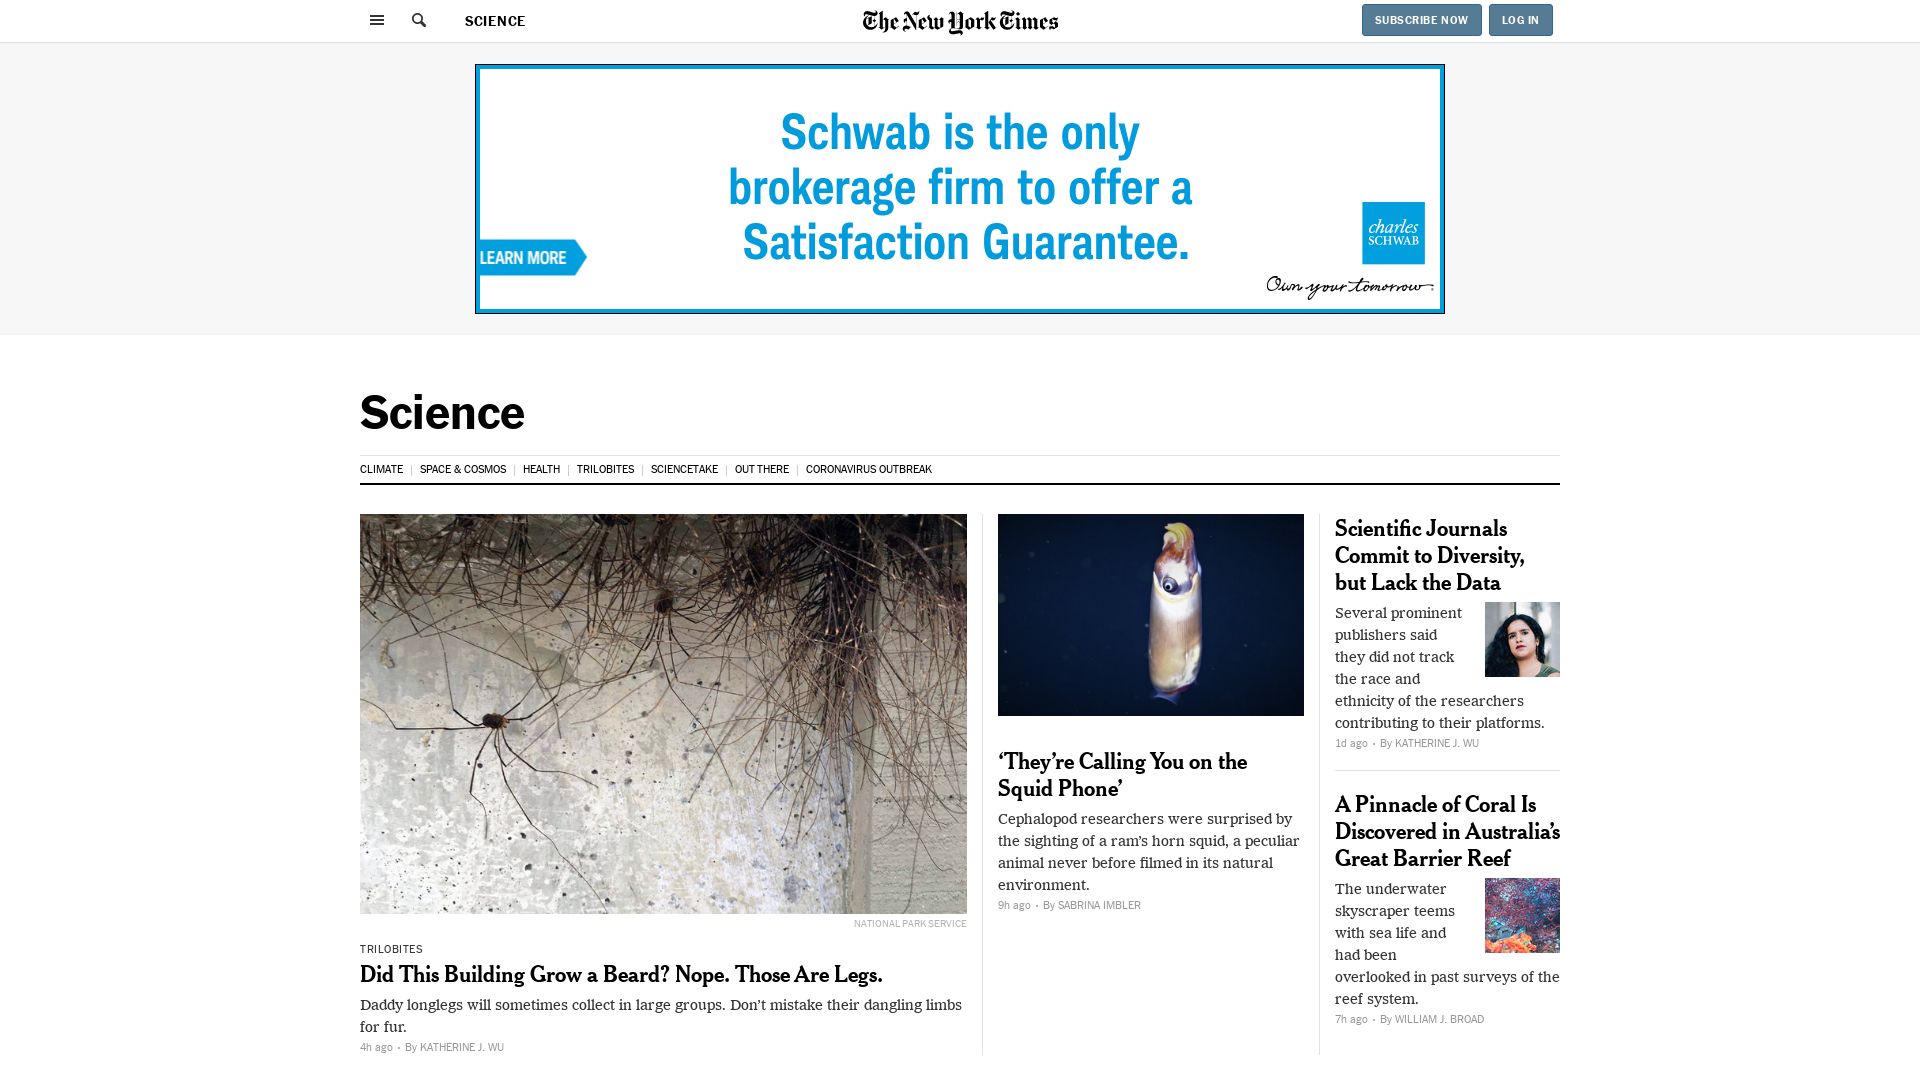 SCIENCE
The New York Times
SUBSCRIBE NOW
LOG IN
Schwab is the only
brokerage firm to offer a
Satisfaction Guarantee.
LEARN MORE
charles
SCHWAB
Own your tomorrow.
Science
CLIMATE
SPACE & COSMOS
HEALTH
TRILOBITES
SCIENCETAKE
OUT THERE
CORONAVIRUS OUTBREAK
NATIONAL PARK SERVICE
TRILOBITES
Did This Building Grow a Beard? Nope. Those Are Legs.
Daddy longlegs will sometimes collect in large groups. Don’t mistake their dangling limbs
for fur.
4h ago • By KATHERINE J. WU
‘They’re Calling You on the
Squid Phone’
Cephalopod researchers were surprised by
the sighting of a ram’s horn squid, a peculiar
animal never before filmed in its natural
environment.
9h ago • By SABRINA IMBLER
Scientific Journals
Commit to Diversity,
but Lack the Data
Several prominent
publishers said
they did not track
the race and
ethnicity of the researchers
contributing to their platforms.
1d ago • By KATHERINE J. WU
A Pinnacle of Coral Is
Discovered in Australia’s
Great Barrier Reef
The underwater
skyscraper teems
with sea life and
had been
overlooked in past surveys of the
reef system.
7h ago • By WILLIAM J. BROAD